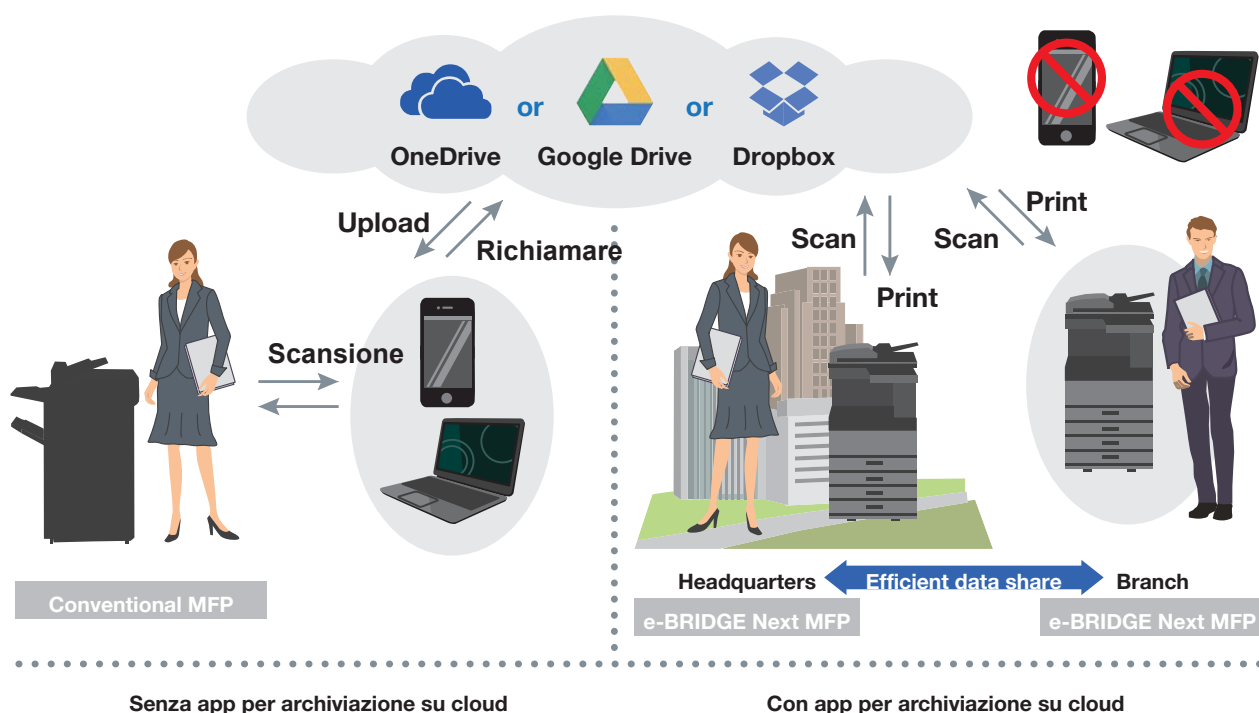 or
or
OneDrive
Google Drive
Dropbox
Upload
Richiamare
Scansione
Conventional MFP
Scan
Print
Scan
Print
Headquarters
Efficient data share
Branch
e-BRIDGE Next MFP
e-BRIDGE Next MFP
Senza app per archiviazione su cloud
Con app per archiviazione su cloud